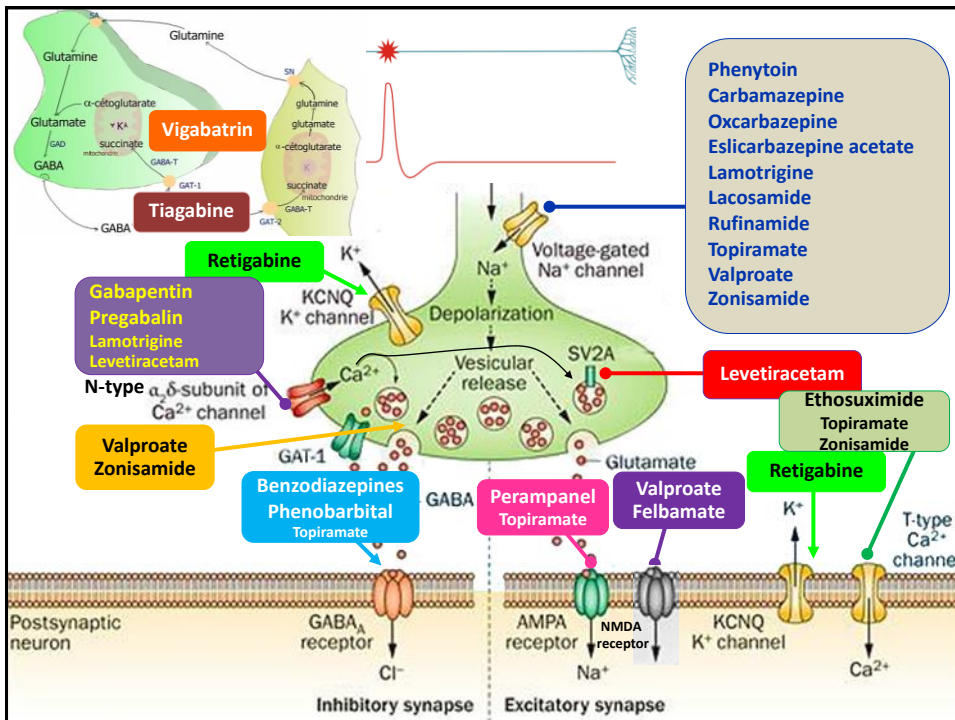 SA
Glutamine
Glutamine
α-cétoglutarate
Glutamate
GAD
succinate
mitochondrie
GABA
GABA-T
GAT-1
GABA
Vigabatrin
Tiagabine
SN
glutamine
glutamate
α-cétoglutarate
K
succinate
mitochondrie
GABA-T
GAT-2
Phenytoin
Carbamazepine
Oxcarbazepine
Eslicarbazepine acetate
Lamotrigine
Lacosamide
Rufinamide
Topiramate
Valproate
Zonisamide
Voltage-gated
Na⁺ channel
Na⁺
Depolarization
Retigabine
K⁺
KCNQ
K⁺ channel
Gabapentin
Pregabalin
Lamotrigine
Levetiracetam
N-type α₂δ-subunit of
Ca²⁺ channel
Ca²⁺
Vesicular
release
SV2A
Levetiracetam
Ethosuximide
Topiramate
Zonisamide
Valproate
Zonisamide
GAT-1
Glutamate
GABA
Benzodiazepines
Phenobarbital
Topiramate
Perampanel
Topiramate
Valproate
Felbamate
Retigabine
K⁺
T-type
Ca²⁺
channel
Postsynaptic
neuron
GABA_A
receptor
Cl⁻
AMPA
receptor
Na⁺
NMDA
receptor
KCNQ
K⁺ channel
Ca²⁺
Inhibitory synapse
Excitatory synapse